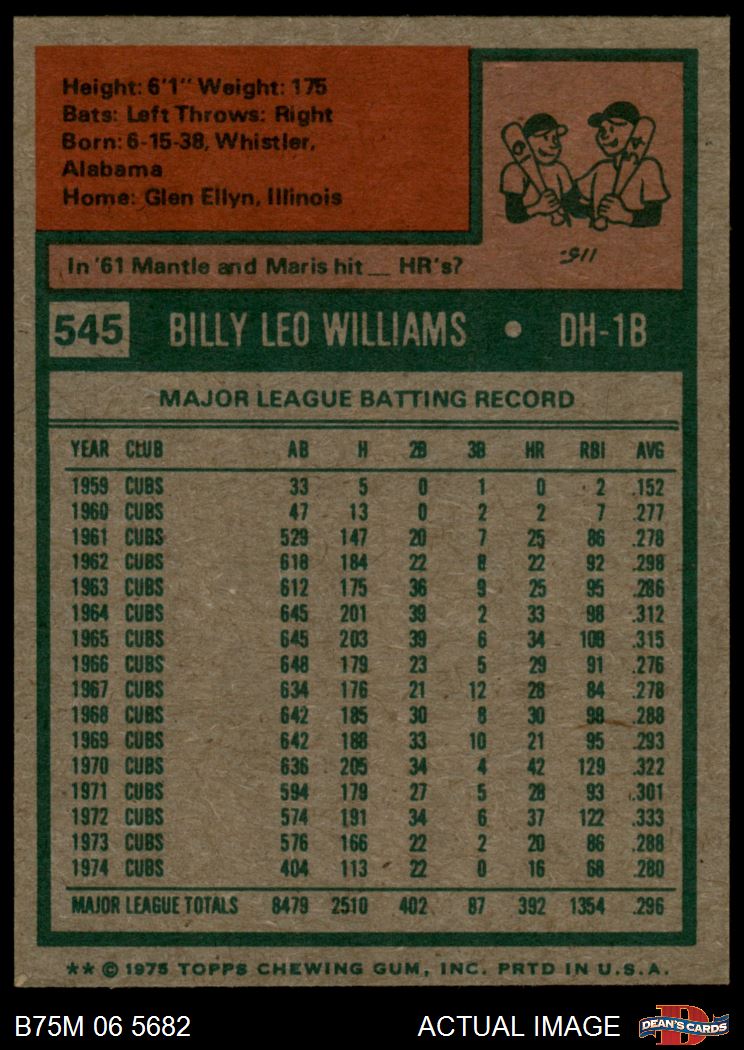 Height: 6'1" Weight: 175
Bats: Left Throws: Right
Born: 6-15-38, Whistler,
Alabama
Home: Glen Ellyn, Illinois
In '61 Mantle and Maris hit __ HR's?
545 BILLY LEO WILLIAMS • DH-1B
MAJOR LEAGUE BATTING RECORD
YEAR CLUB AB H 2B 3B HR RBI AVG
1959 CUBS 33 5 0 1 0 2 .152
1960 CUBS 47 13 0 2 2 7 .277
1961 CUBS 529 147 20 7 25 86 .278
1962 CUBS 618 184 22 8 22 92 .298
1963 CUBS 612 175 36 9 25 95 .286
1964 CUBS 645 201 39 2 33 98 .312
1965 CUBS 645 203 39 6 34 108 .315
1966 CUBS 648 179 23 5 29 91 .276
1967 CUBS 634 176 21 12 28 84 .278
1968 CUBS 642 185 30 8 30 98 .288
1969 CUBS 642 188 33 10 21 95 .293
1970 CUBS 636 205 34 4 42 129 .322
1971 CUBS 594 179 27 5 28 93 .301
1972 CUBS 574 191 34 6 37 122 .333
1973 CUBS 576 166 22 2 20 86 .288
1974 CUBS 404 113 22 0 16 68 .280
MAJOR LEAGUE TOTALS 8479 2510 402 87 392 1354 .296
** © 1975 TOPPS CHEWING GUM, INC. PRTD IN U.S.A.
B75M 06 5682 ACTUAL IMAGE DEAN'S CARDS